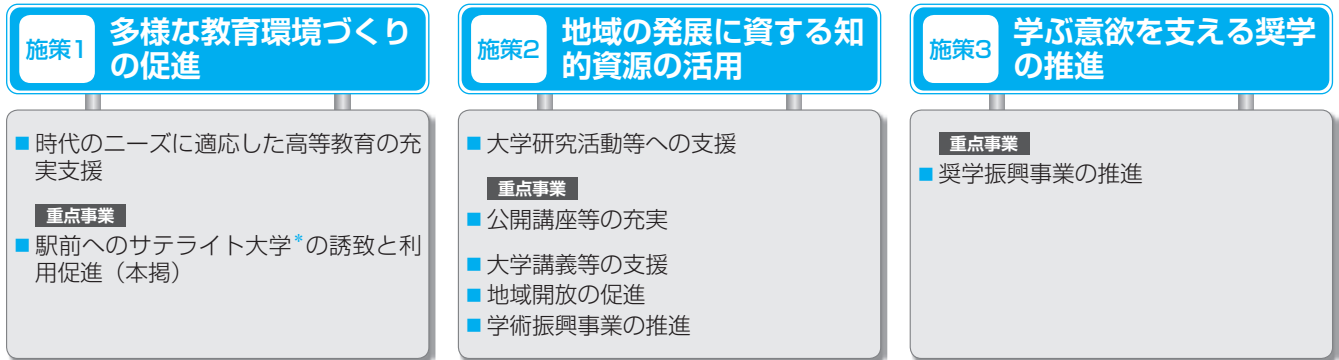 施策1
多様な教育環境づくり
の促進
■時代のニーズに適応した高等教育の充
実支援
重点事業
■駅前へのサテライト大学*の誘致と利
用促進（本掲）
施策2
地域の発展に資する知
的資源の活用
■大学研究活動等への支援
重点事業
■公開講座等の充実
■大学講義等の支援
■地域開放の促進
■学術振興事業の推進
施策3
学ぶ意欲を支える奨学
の推進
重点事業
■奨学振興事業の推進